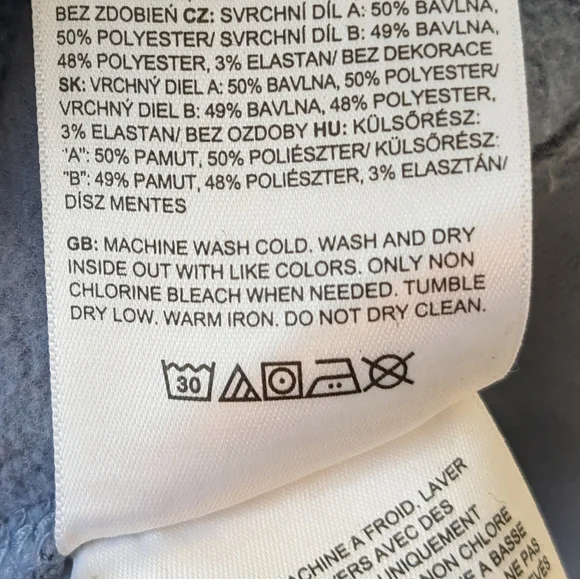 BEZ ZDOBIEŃ CZ: SVRCHNÍ DÍL A: 50% BAVLNA,
50% POLYESTER/ SVRCHNÍ DÍL B: 49% BAVLNA,
48% POLYESTER, 3% ELASTAN/ BEZ DEKORACE
SK: VRCHNÝ DIEL A: 50% BAVLNA, 50% POLYESTER/
VRCHNÝ DIEL B: 49% BAVLNA, 48% POLYESTER,
3% ELASTAN/ BEZ OZDOBY HU: KÜLSŐRÉSZ:
"A": 50% PAMUT, 50% POLIÉSZTER/ KÜLSŐRÉSZ:
"B": 49% PAMUT, 48% POLIÉSZTER, 3% ELASZTÁN/
DÍSZ MENTES
GB: MACHINE WASH COLD. WASH AND DRY
INSIDE OUT WITH LIKE COLORS. ONLY NON
CHLORINE BLEACH WHEN NEEDED. TUMBLE
DRY LOW. WARM IRON. DO NOT DRY CLEAN.
30
MACHINE A FROID. LAVER
AVEC DES
UNIQUEMENT
NON CHLORE
A BASSE
NE PAS